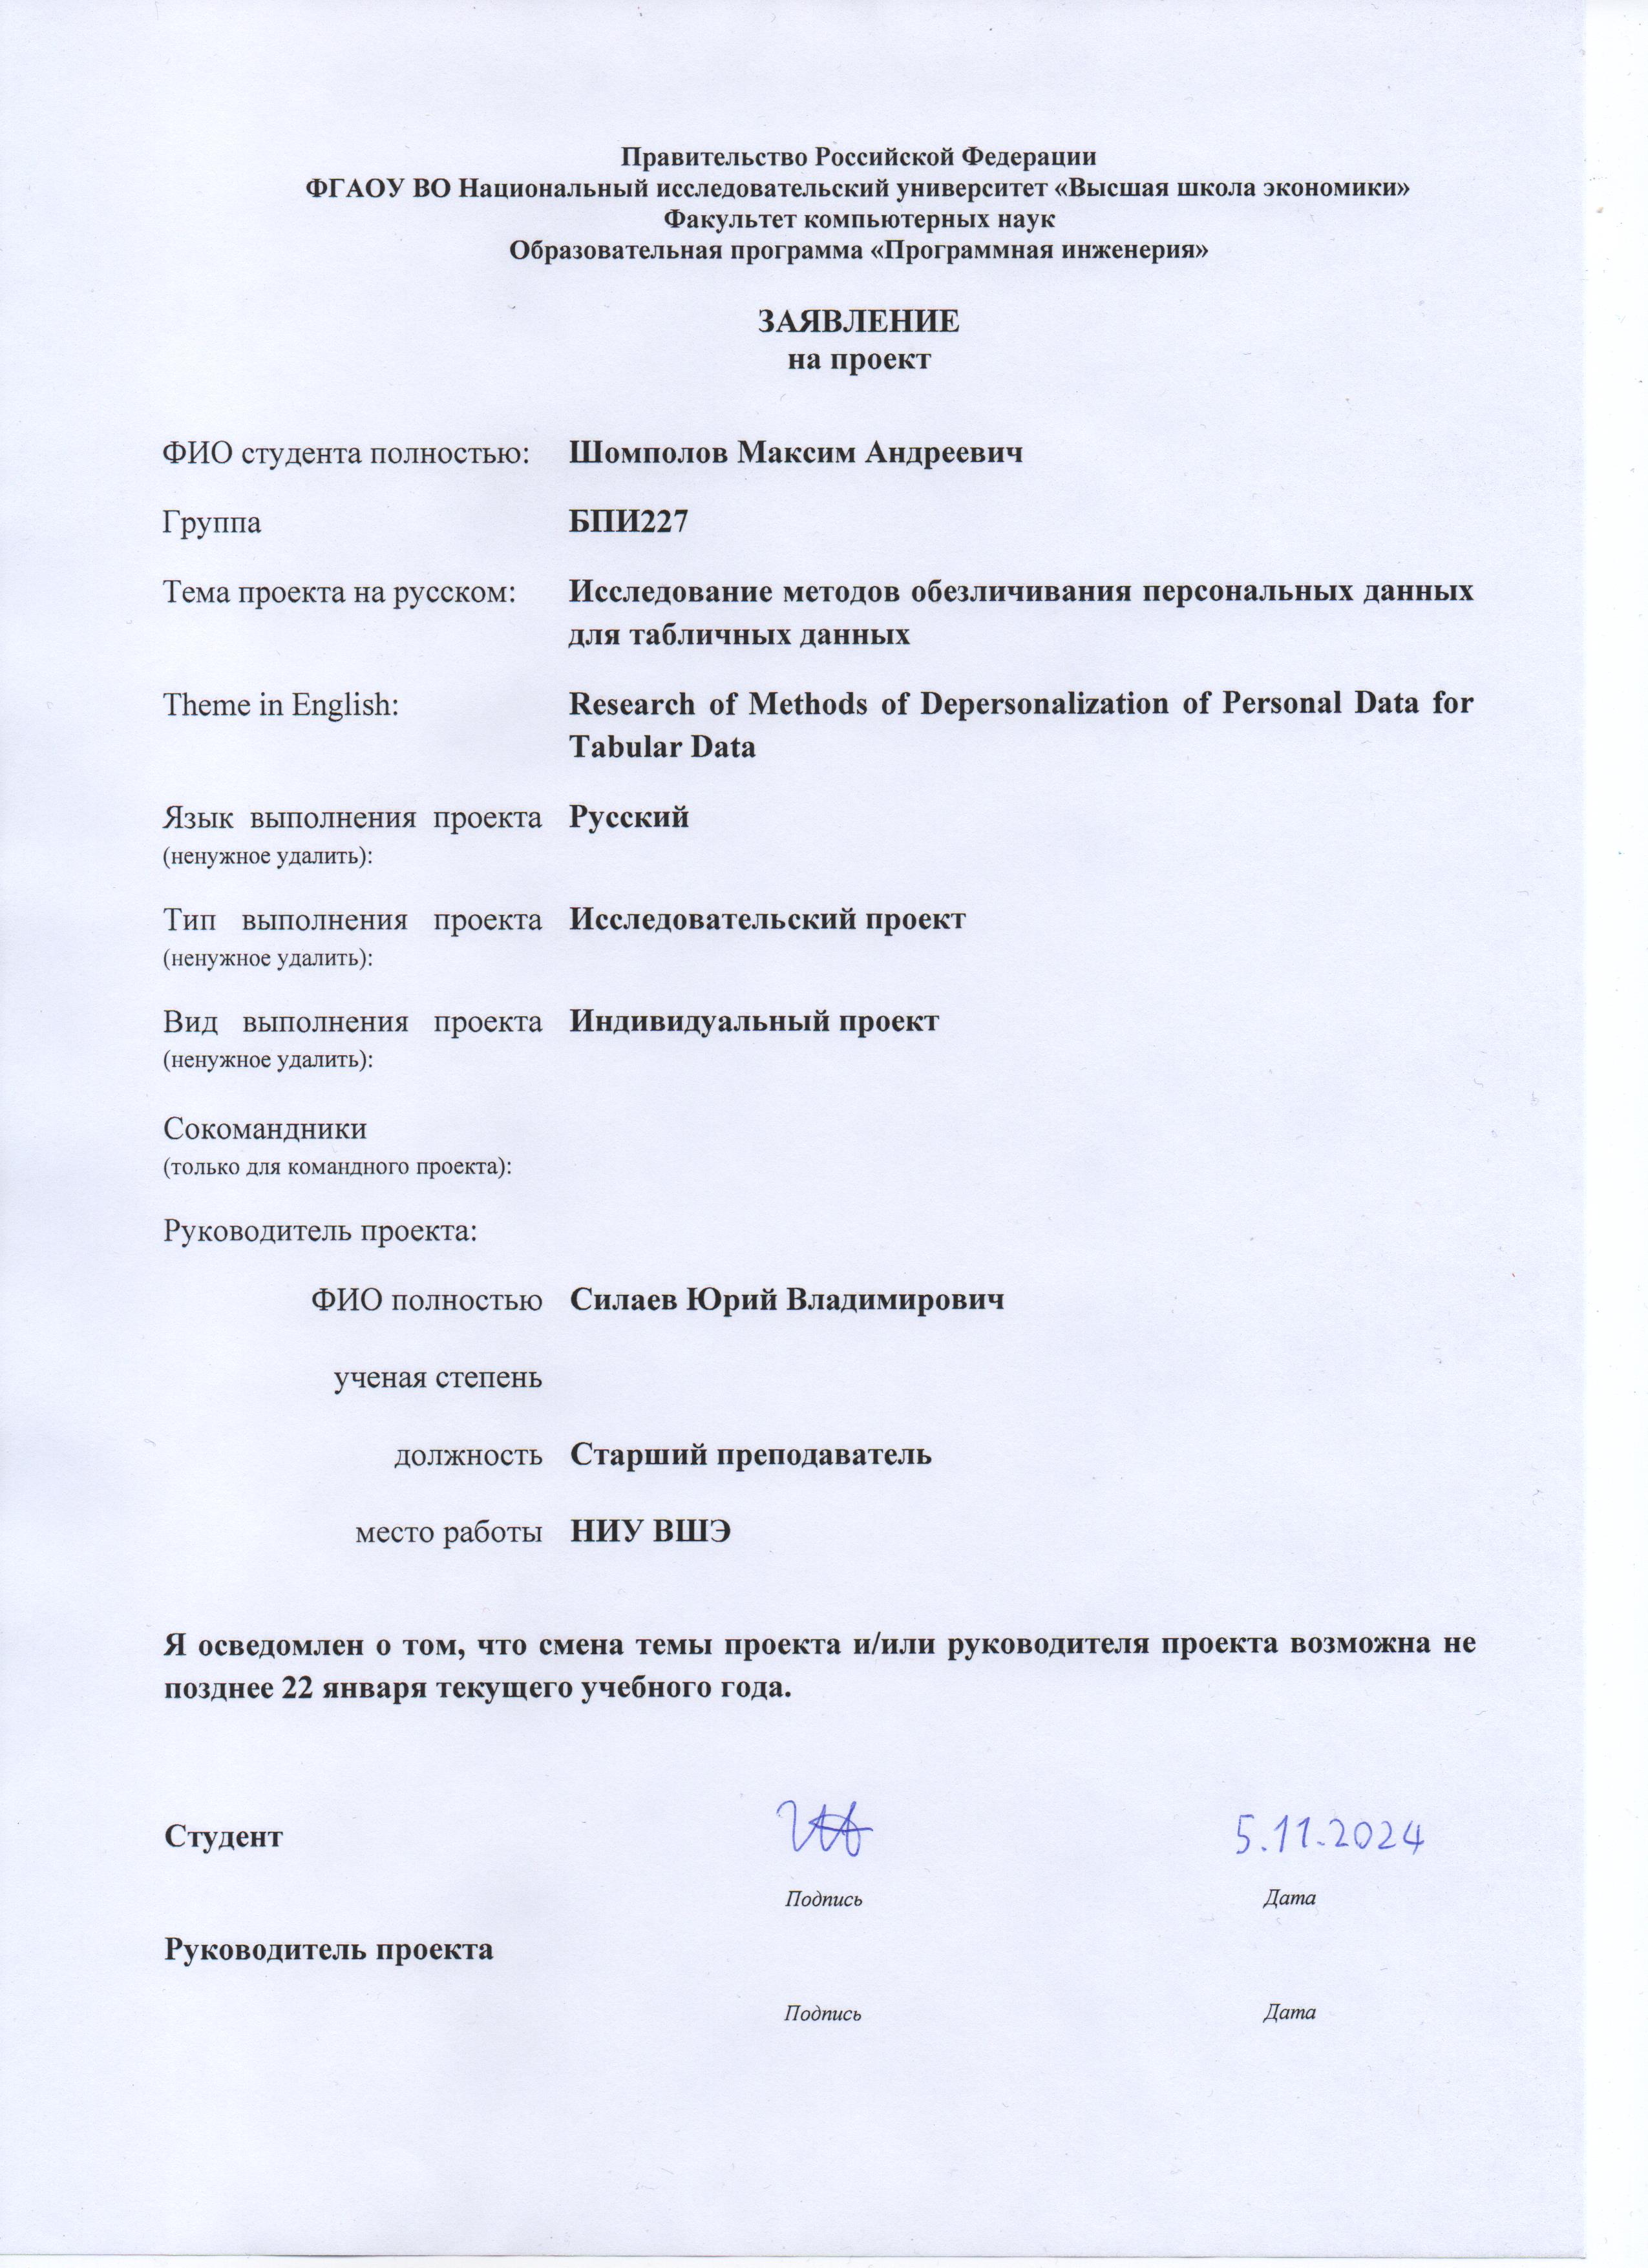 Правительство Российской Федерации
ФГАОУ ВО Национальный исследовательский университет «Высшая школа экономики»
Факультет компьютерных наук
Образовательная программа «Программная инженерия»
ЗАЯВЛЕНИЕ
на проект
ФИО студента полностью: Шомполов Максим Андреевич
Группа БПИ227
Тема проекта на русском: Исследование методов обезличивания персональных данных
для табличных данных
Theme in English: Research of Methods of Depersonalization of Personal Data for
Tabular Data
Язык выполнения проекта Русский
(ненужное удалить):
Тип выполнения проекта Исследовательский проект
(ненужное удалить):
Вид выполнения проекта Индивидуальный проект
(ненужное удалить):
Сокомандники
(только для командного проекта):
Руководитель проекта:
ФИО полностью Силаев Юрий Владимирович
ученая степень
должность Старший преподаватель
место работы НИУ ВШЭ
Я осведомлен о том, что смена темы проекта и/или руководителя проекта возможна не
позднее 22 января текущего учебного года.
Студент 5.11.2024
Подпись Дата
Руководитель проекта
Подпись Дата